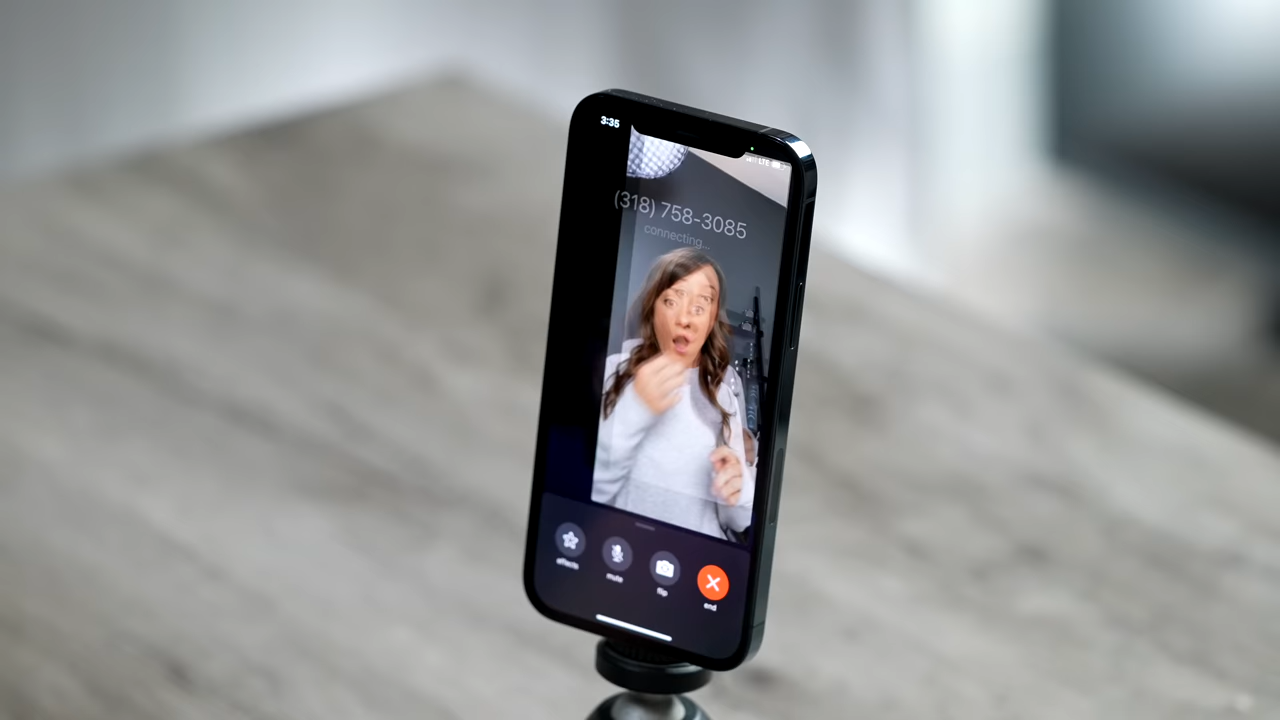 3:35
LTE
(318) 758-3085
connecting...
effects
mute
flip
end